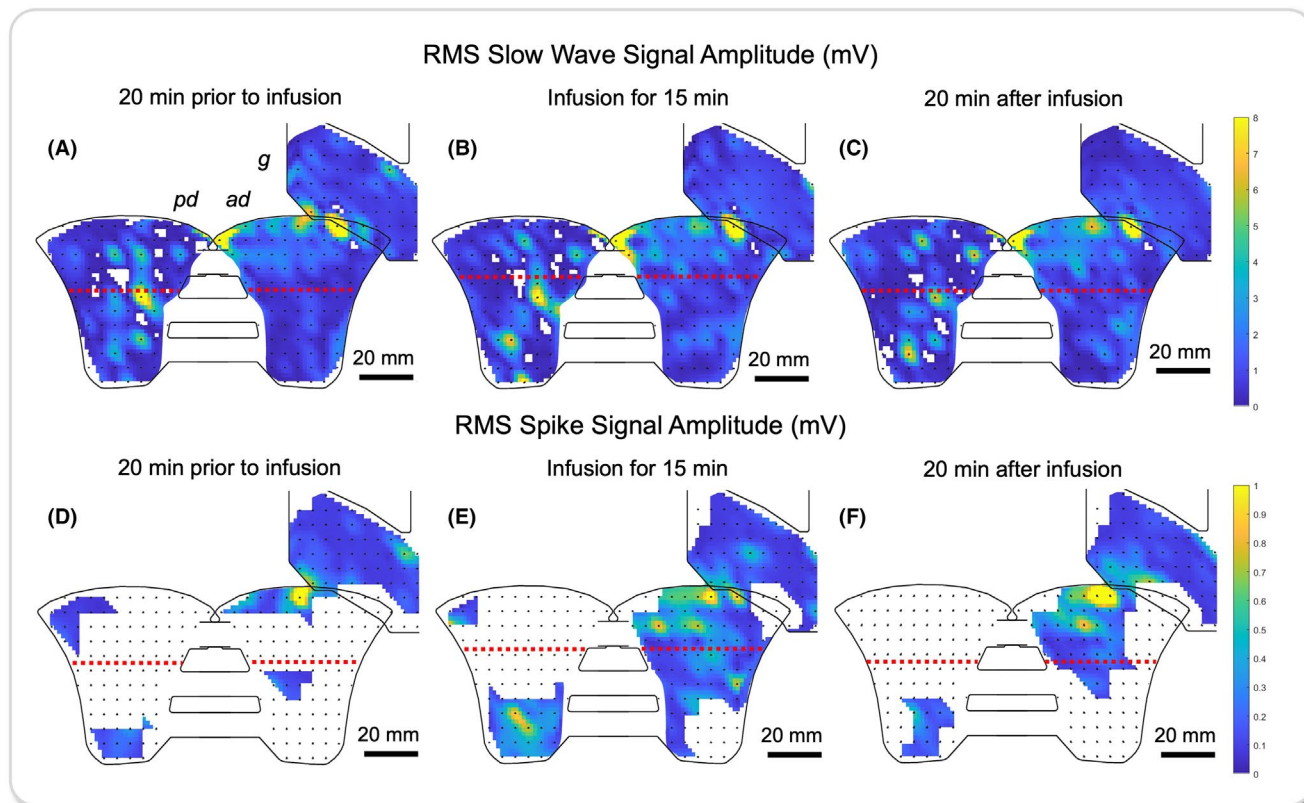 RMS Slow Wave Signal Amplitude (mV)
20 min prior to infusion
Infusion for 15 min
20 min after infusion
(A)
g
pd
ad
20 mm
(B)
20 mm
(C)
20 mm
8
7
6
5
4
3
2
1
0
RMS Spike Signal Amplitude (mV)
20 min prior to infusion
Infusion for 15 min
20 min after infusion
(D)
20 mm
(E)
20 mm
(F)
20 mm
1
0.9
0.8
0.7
0.6
0.5
0.4
0.3
0.2
0.1
0